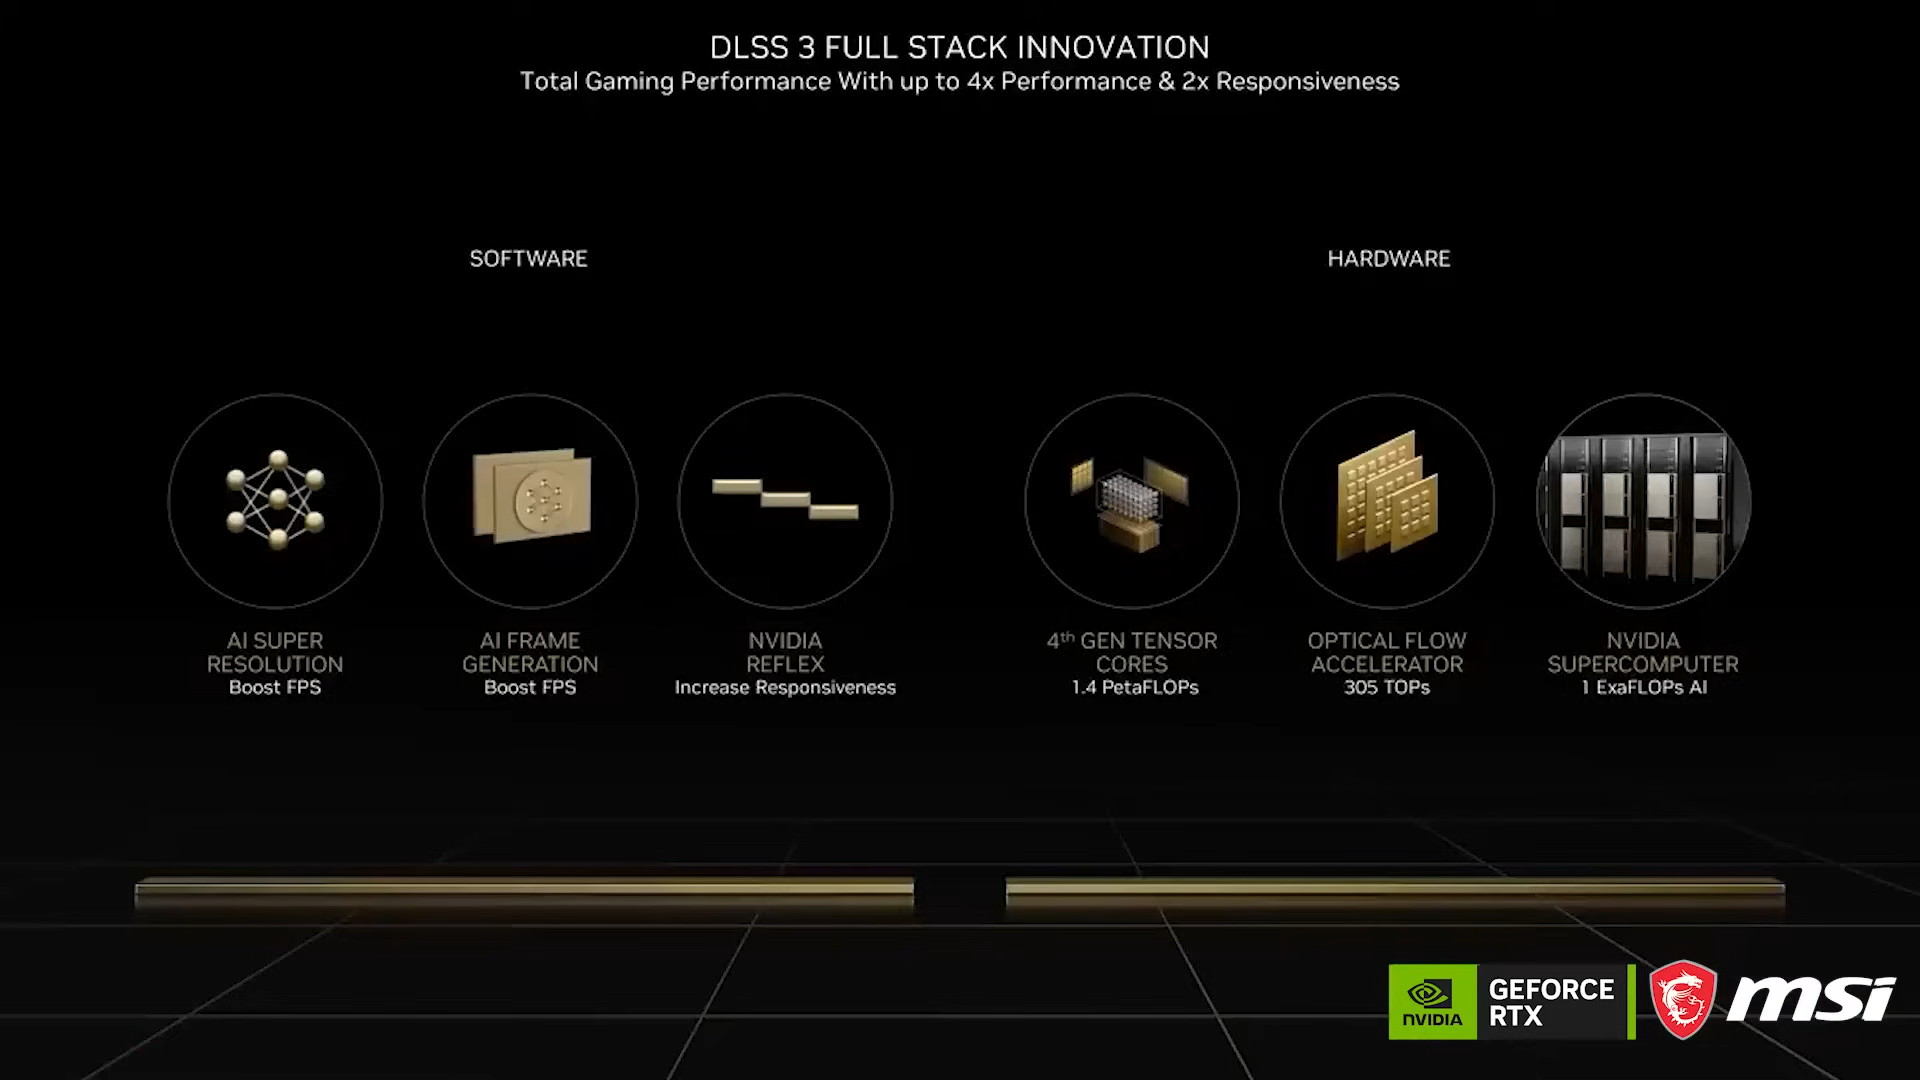 DLSS 3 FULL STACK INNOVATION
Total Gaming Performance With up to 4x Performance & 2x Responsiveness
SOFTWARE
HARDWARE
AI SUPER
RESOLUTION
Boost FPS
AI FRAME
GENERATION
Boost FPS
NVIDIA
REFLEX
Increase Responsiveness
4th GEN TENSOR
CORES
1.4 PetaFLOPs
OPTICAL FLOW
ACCELERATOR
305 TOPs
NVIDIA
SUPERCOMPUTER
1 ExaFLOPs AI
NVIDIA
GEFORCE
RTX
msi